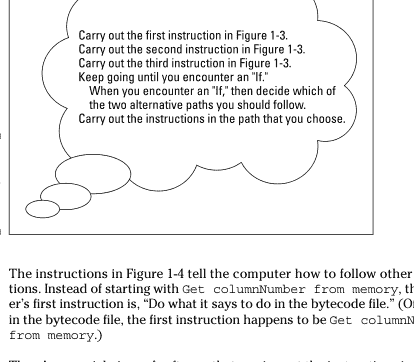 Carry out the first instruction in Figure 1-3.
Carry out the second instruction in Figure 1-3.
Carry out the third instruction in Figure 1-3.
Keep going until you encounter an "If."
When you encounter an "If," then decide which of
the two alternative paths you should follow.
Carry out the instructions in the path that you choose.
The instructions in Figure 1-4 tell the computer how to follow other
tions. Instead of starting with Get columnNumber from memory, th
er's first instruction is, “Do what it says to do in the bytecode file.” (Or
in the bytecode file, the first instruction happens to be Get columnN
from memory.)